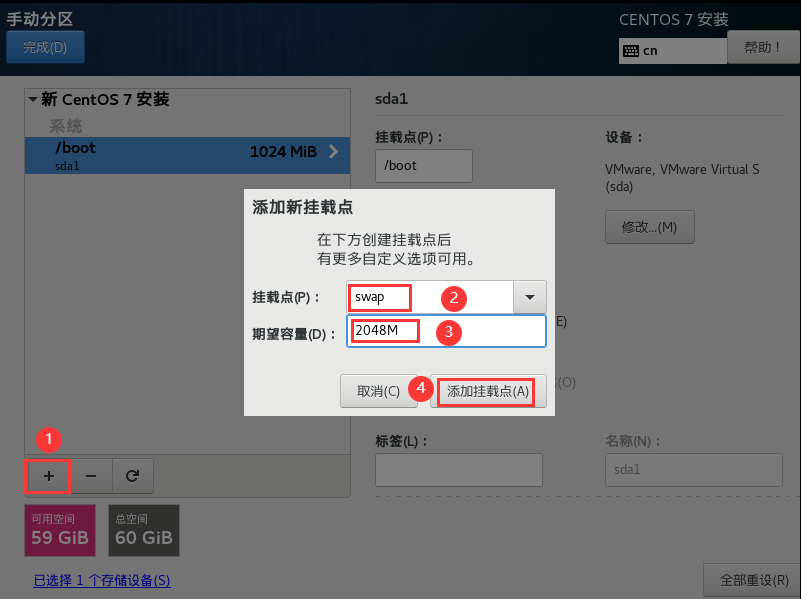 手动分区
CENTOS 7 安装
完成(D)
cn
帮助！
新 CentOS 7 安装
系统
/boot
1024 MiB
sda1
sda1
挂载点(P)：
/boot
设备：
VMware, VMware Virtual S
(sda)
修改...(M)
添加新挂载点
在下方创建挂载点后
有更多自定义选项可用。
挂载点(P)：
swap
2
期望容量(D)：
2048M
3
取消(C)
4
添加挂载点(A)
E)
(O)
标签(L)：
名称(N)：
sda1
1
+
−
可用空间
59 GiB
总空间
60 GiB
已选择 1 个存储设备(S)
全部重设(R)